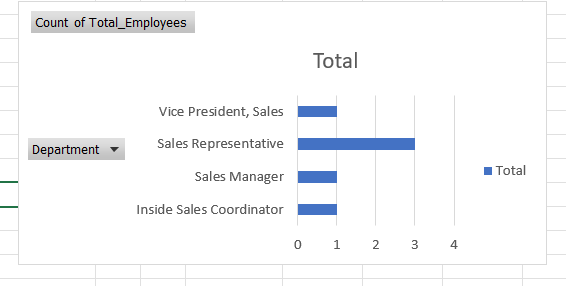 Count of Total_Employees
Total
Vice President, Sales
Department
Sales Representative
Sales Manager
Total
Inside Sales Coordinator
0 1 2 3 4